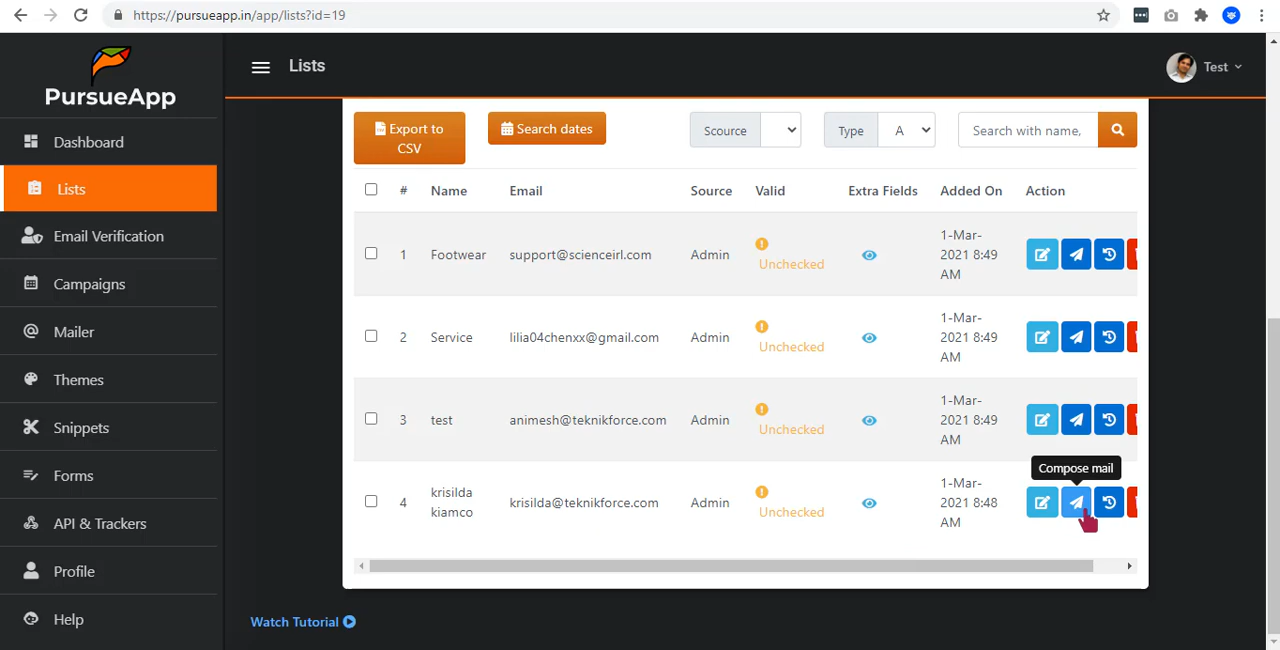 https://pursueapp.in/app/lists?id=19
PursueApp
Lists
Test
Dashboard
Lists
Email Verification
Campaigns
Mailer
Themes
Snippets
Forms
API & Trackers
Profile
Help
Export to
CSV
Search dates
Scource
Type
A
Search with name,
#
Name
Email
Source
Valid
Extra Fields
Added On
Action
1
Footwear
support@scienceirl.com
Admin
Unchecked
1-Mar-
2021 8:49
AM
2
Service
lilia04chenxx@gmail.com
Admin
Unchecked
1-Mar-
2021 8:49
AM
3
test
animesh@teknikforce.com
Admin
Unchecked
1-Mar-
2021 8:49
AM
Compose mail
4
krisilda
kiamco
krisilda@teknikforce.com
Admin
Unchecked
1-Mar-
2021 8:48
AM
Watch Tutorial